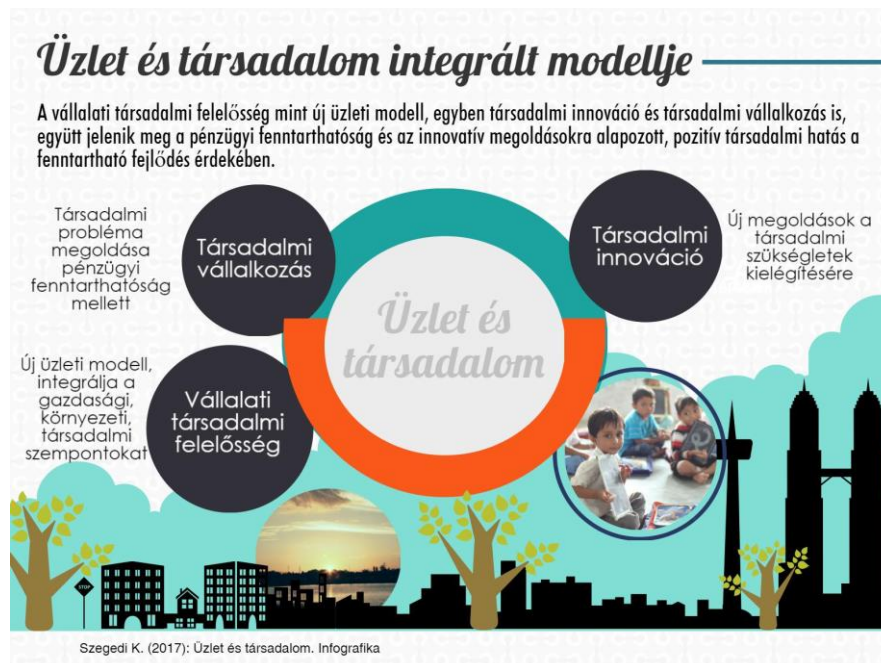 Üzlet és társadalom integrált modellje
A vállalati társadalmi felelősség mint új üzleti modell, egyben társadalmi innováció és társadalmi vállalkozás is,
együtt jelenik meg a pénzügyi fenntarthatóság és az innovatív megoldásokra alapozott, pozitív társadalmi hatás a
fenntartható fejlődés érdekében.
Társadalmi
probléma
megoldása
pénzügyi
fenntarthatóság
mellett
Társadalmi
vállalkozás
Társadalmi
innováció
Új megoldások a
társadalmi
szükségletek
kielégítésére
Üzlet és
társadalom
Új üzleti modell,
integrálja a
gazdasági,
környezeti,
társadalmi
szempontokat
Vállalati
társadalmi
felelősség
STOP
Szegedi K. (2017): Üzlet és társadalom. Infografika